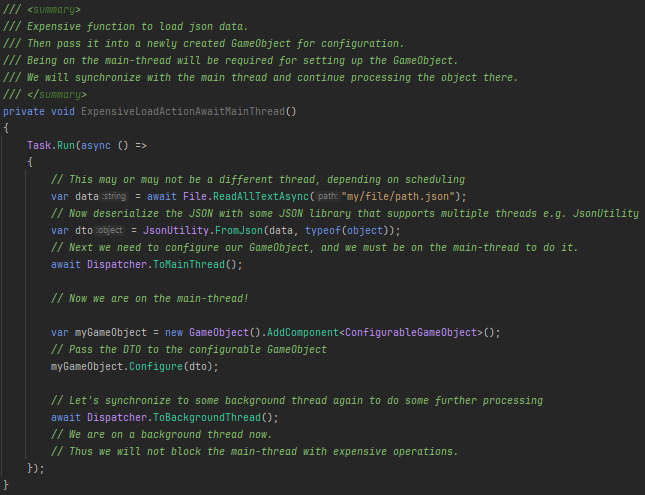 /// <summary>
/// Expensive function to load json data.
/// Then pass it into a newly created GameObject for configuration.
/// Being on the main-thread will be required for setting up the GameObject.
/// We will synchronize with the main thread and continue processing the object there.
/// </summary>
private void ExpensiveLoadActionAwaitMainThread()
{
    Task.Run(async () =>
    {
        // This may or may not be a different thread, depending on scheduling
        var data :string = await File.ReadAllTextAsync( path: "my/file/path.json");
        // Now deserialize the JSON with some JSON library that supports multiple threads e.g. JsonUtility
        var dto :object = JsonUtility.FromJson(data, typeof(object));
        // Next we need to configure our GameObject, and we must be on the main-thread to do it.
        await Dispatcher.ToMainThread();

        // Now we are on the main-thread!

        var myGameObject = new GameObject().AddComponent<ConfigurableGameObject>();
        // Pass the DTO to the configurable GameObject
        myGameObject.Configure(dto);

        // Let's synchronize to some background thread again to do some further processing
        await Dispatcher.ToBackgroundThread();
        // We are on a background thread now.
        // Thus we will not block the main-thread with expensive operations.
    });
}